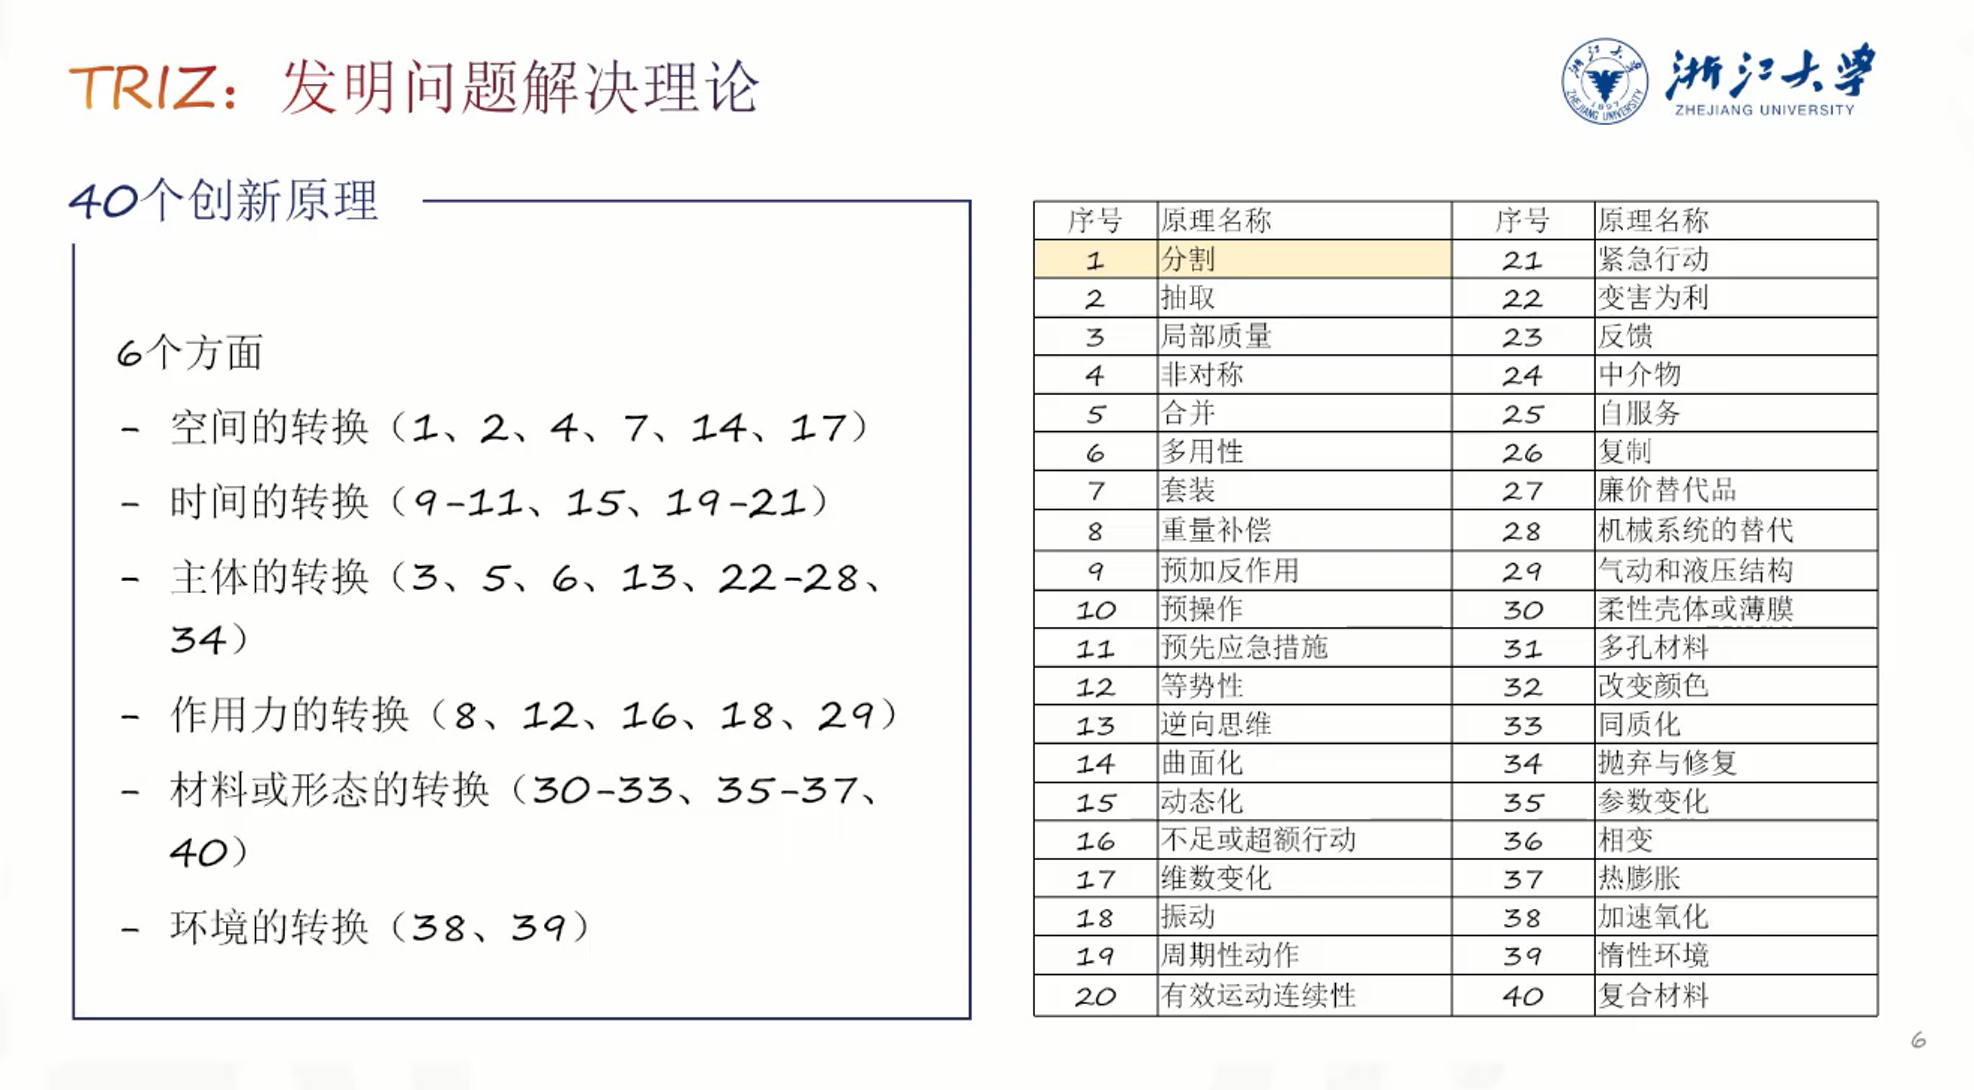 TRIZ：发明问题解决理论
浙江大学
ZHEJIANG UNIVERSITY
浙江大学
1897
ZHEJIANG UNIVERSITY
40个创新原理
6个方面
- 空间的转换（1、2、4、7、14、17）
- 时间的转换（9-11、15、19-21）
- 主体的转换（3、5、6、13、22-28、
34）
- 作用力的转换（8、12、16、18、29）
- 材料或形态的转换（30-33、35-37、
40）
- 环境的转换（38、39）
序号 原理名称 序号 原理名称
1 分割 21 紧急行动
2 抽取 22 变害为利
3 局部质量 23 反馈
4 非对称 24 中介物
5 合并 25 自服务
6 多用性 26 复制
7 套装 27 廉价替代品
8 重量补偿 28 机械系统的替代
9 预加反作用 29 气动和液压结构
10 预操作 30 柔性壳体或薄膜
11 预先应急措施 31 多孔材料
12 等势性 32 改变颜色
13 逆向思维 33 同质化
14 曲面化 34 抛弃与修复
15 动态化 35 参数变化
16 不足或超额行动 36 相变
17 维数变化 37 热膨胀
18 振动 38 加速氧化
19 周期性动作 39 惰性环境
20 有效运动连续性 40 复合材料
6